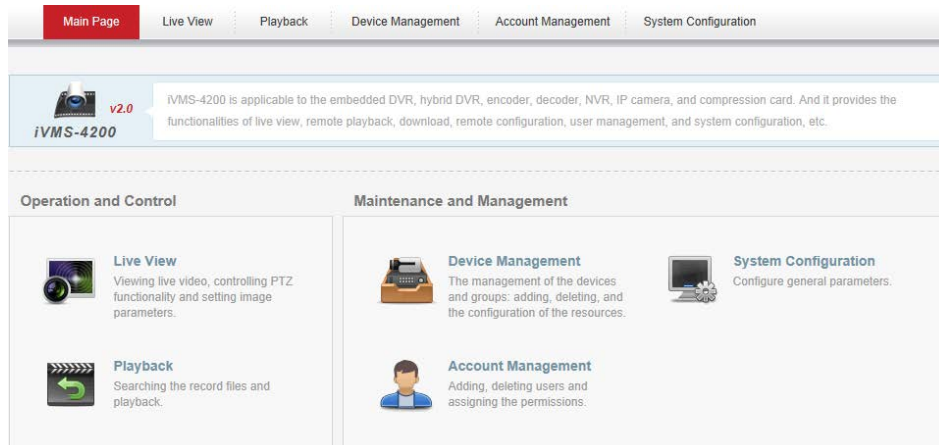 Main Page Live View Playback Device Management Account Management System Configuration
v2.0
iVMS-4200
iVMS-4200 is applicable to the embedded DVR, hybrid DVR, encoder, decoder, NVR, IP camera, and compression card. And it provides the
functionalities of live view, remote playback, download, remote configuration, user management, and system configuration, etc.
Operation and Control
Live View
Viewing live video, controlling PTZ
functionality and setting image
parameters.
Playback
Searching the record files and
playback.
Maintenance and Management
Device Management
The management of the devices
and groups: adding, deleting, and
the configuration of the resources.
System Configuration
Configure general parameters.
Account Management
Adding, deleting users and
assigning the permissions.